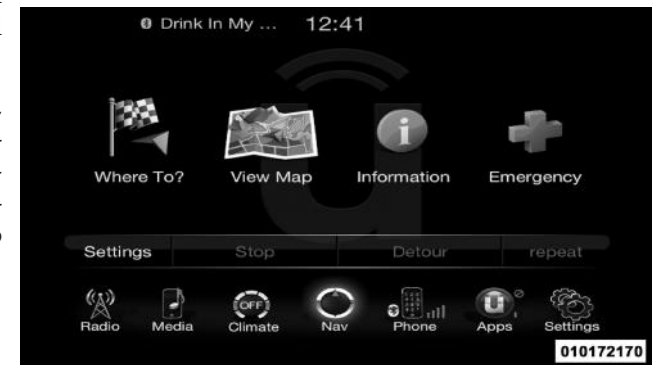 Drink In My ... 12:41
Where To? View Map Information Emergency
Settings Stop Detour repeat
OFF
Radio Media Climate Nav Phone Apps Settings
010172170